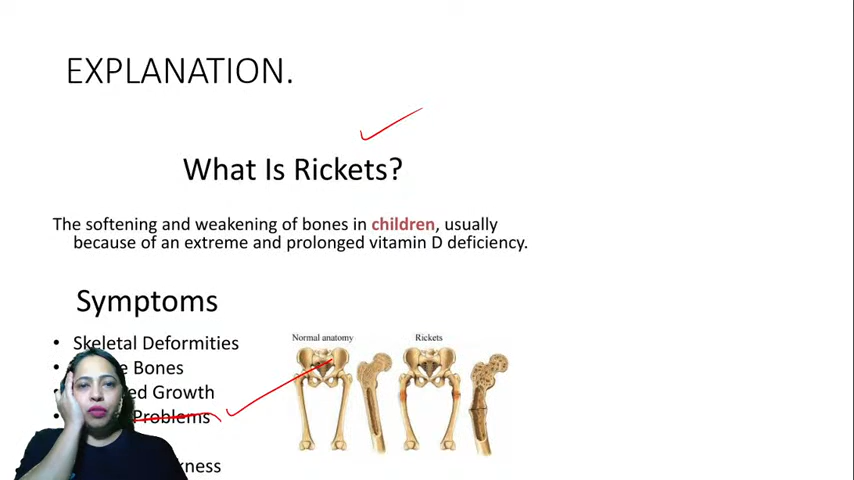 EXPLANATION.
What Is Rickets?
The softening and weakening of bones in children, usually
because of an extreme and prolonged vitamin D deficiency.
Symptoms
• Skeletal Deformities
• Bones
Growth
Problems
Normal anatomy
Rickets